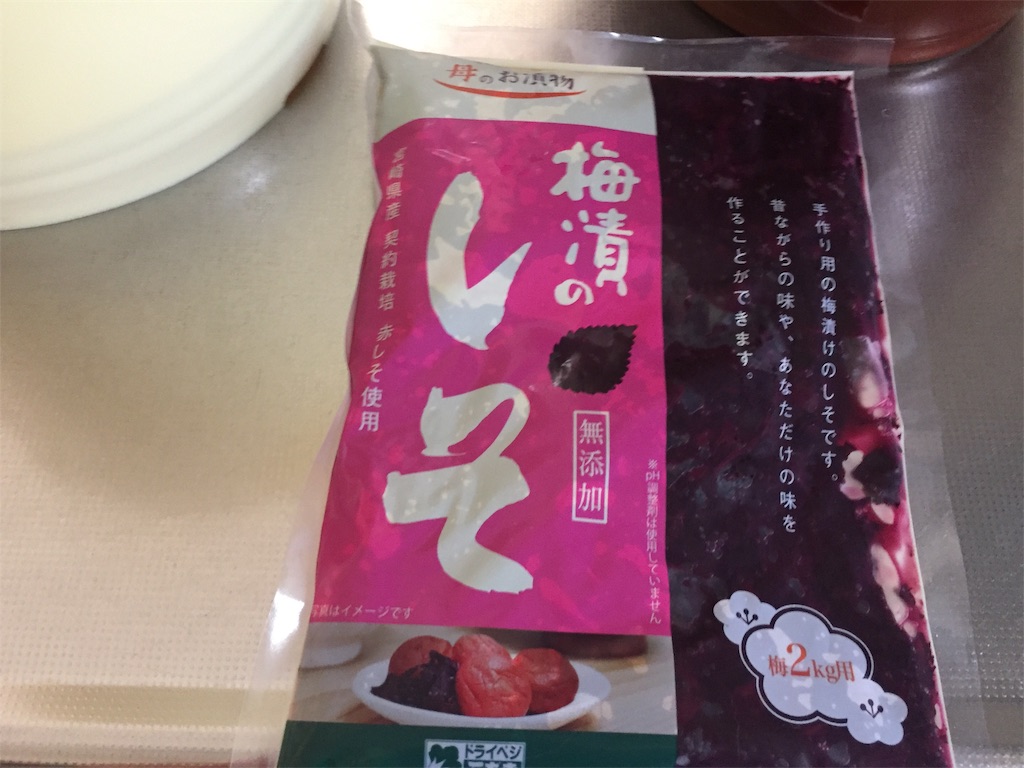 母のお漬物
梅漬の
しそ
宮崎県産 契約栽培 赤しそ使用
無添加
※pH調整剤は使用していません
手作り用の梅漬けのしそです。
昔ながらの味や、あなただけの味を
作ることができます。
写真はイメージです
梅2kg用
ドライベジ